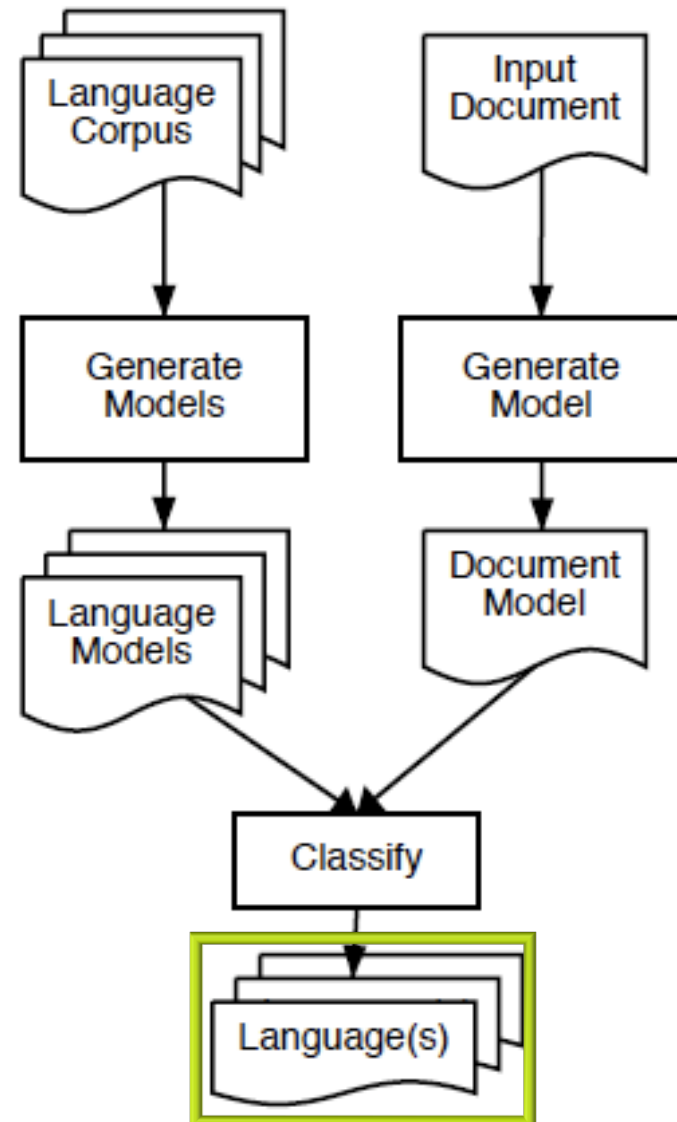 Language
Corpus
Input
Document
Generate
Models
Generate
Model
Language
Models
Document
Model
Classify
Language(s)